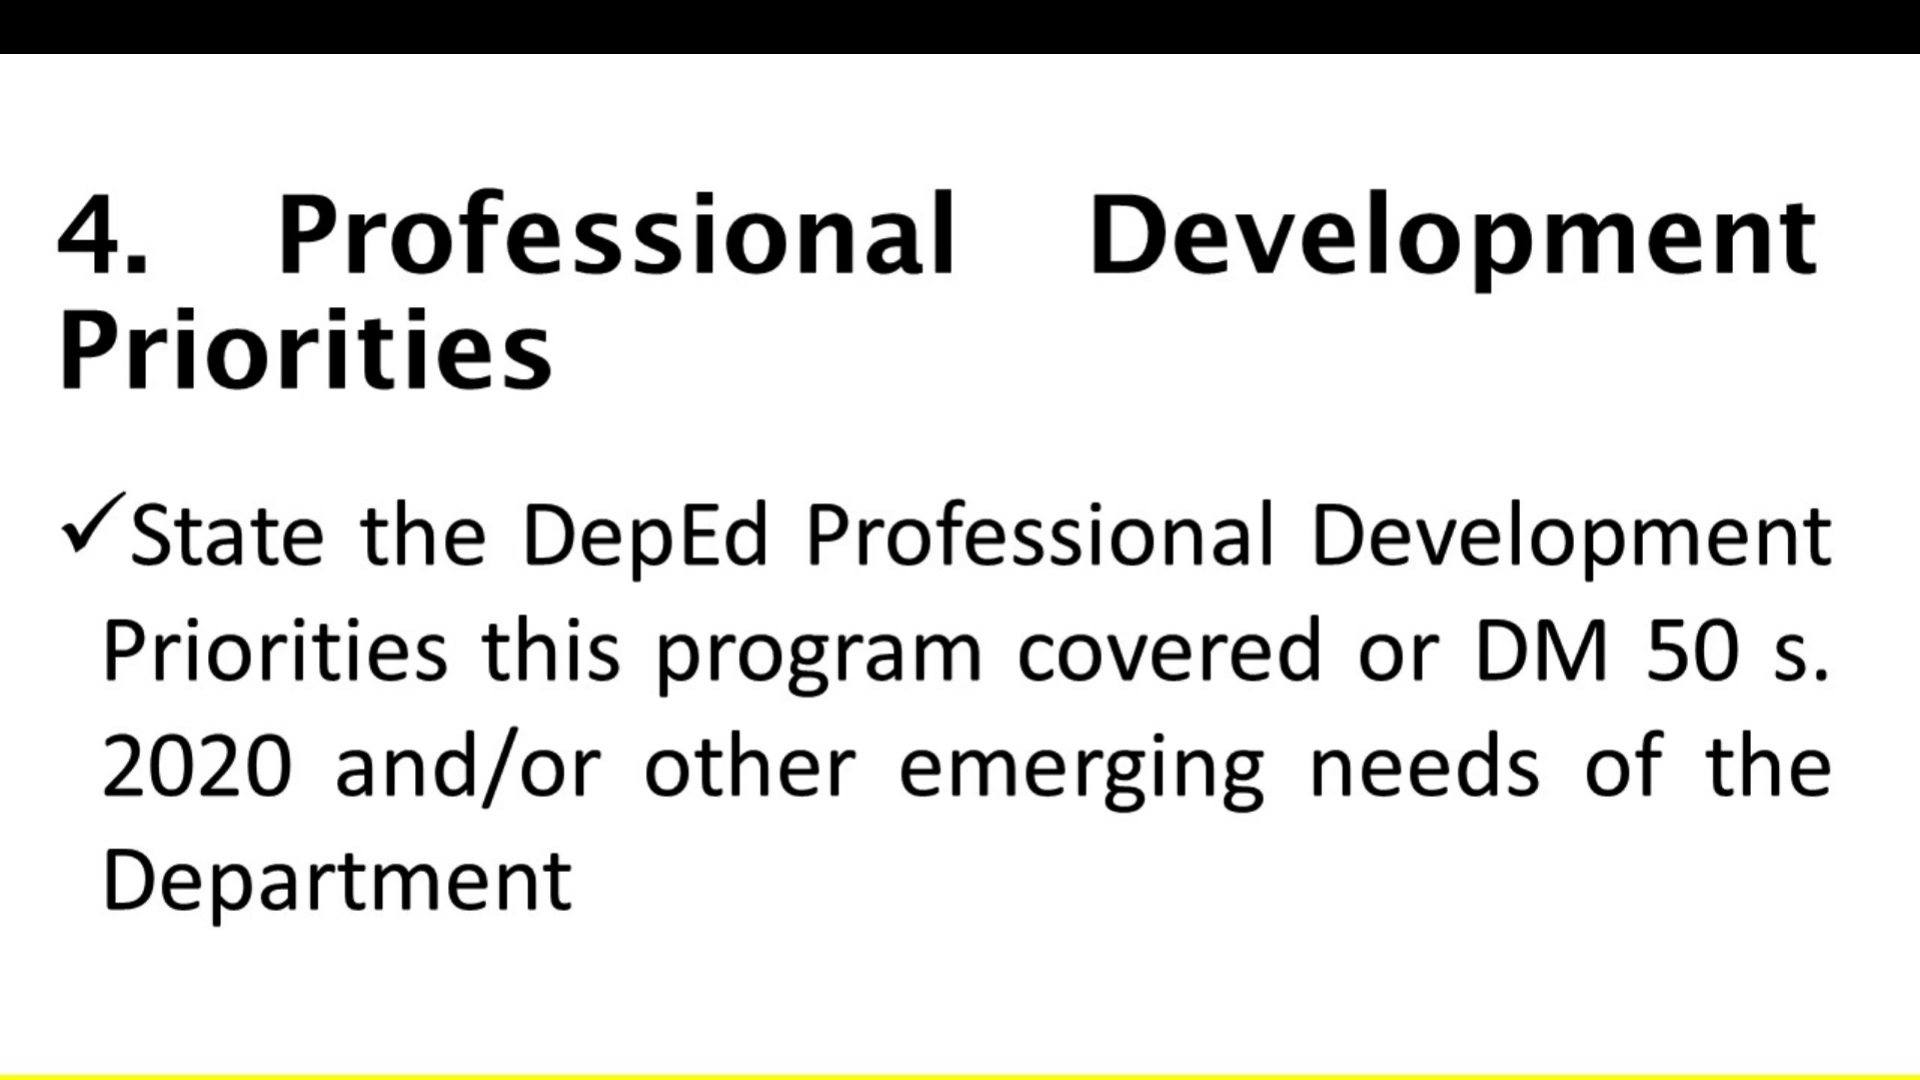 4. Professional Development
Priorities
✓State the DepEd Professional Development
Priorities this program covered or DM 50 s.
2020 and/or other emerging needs of the
Department